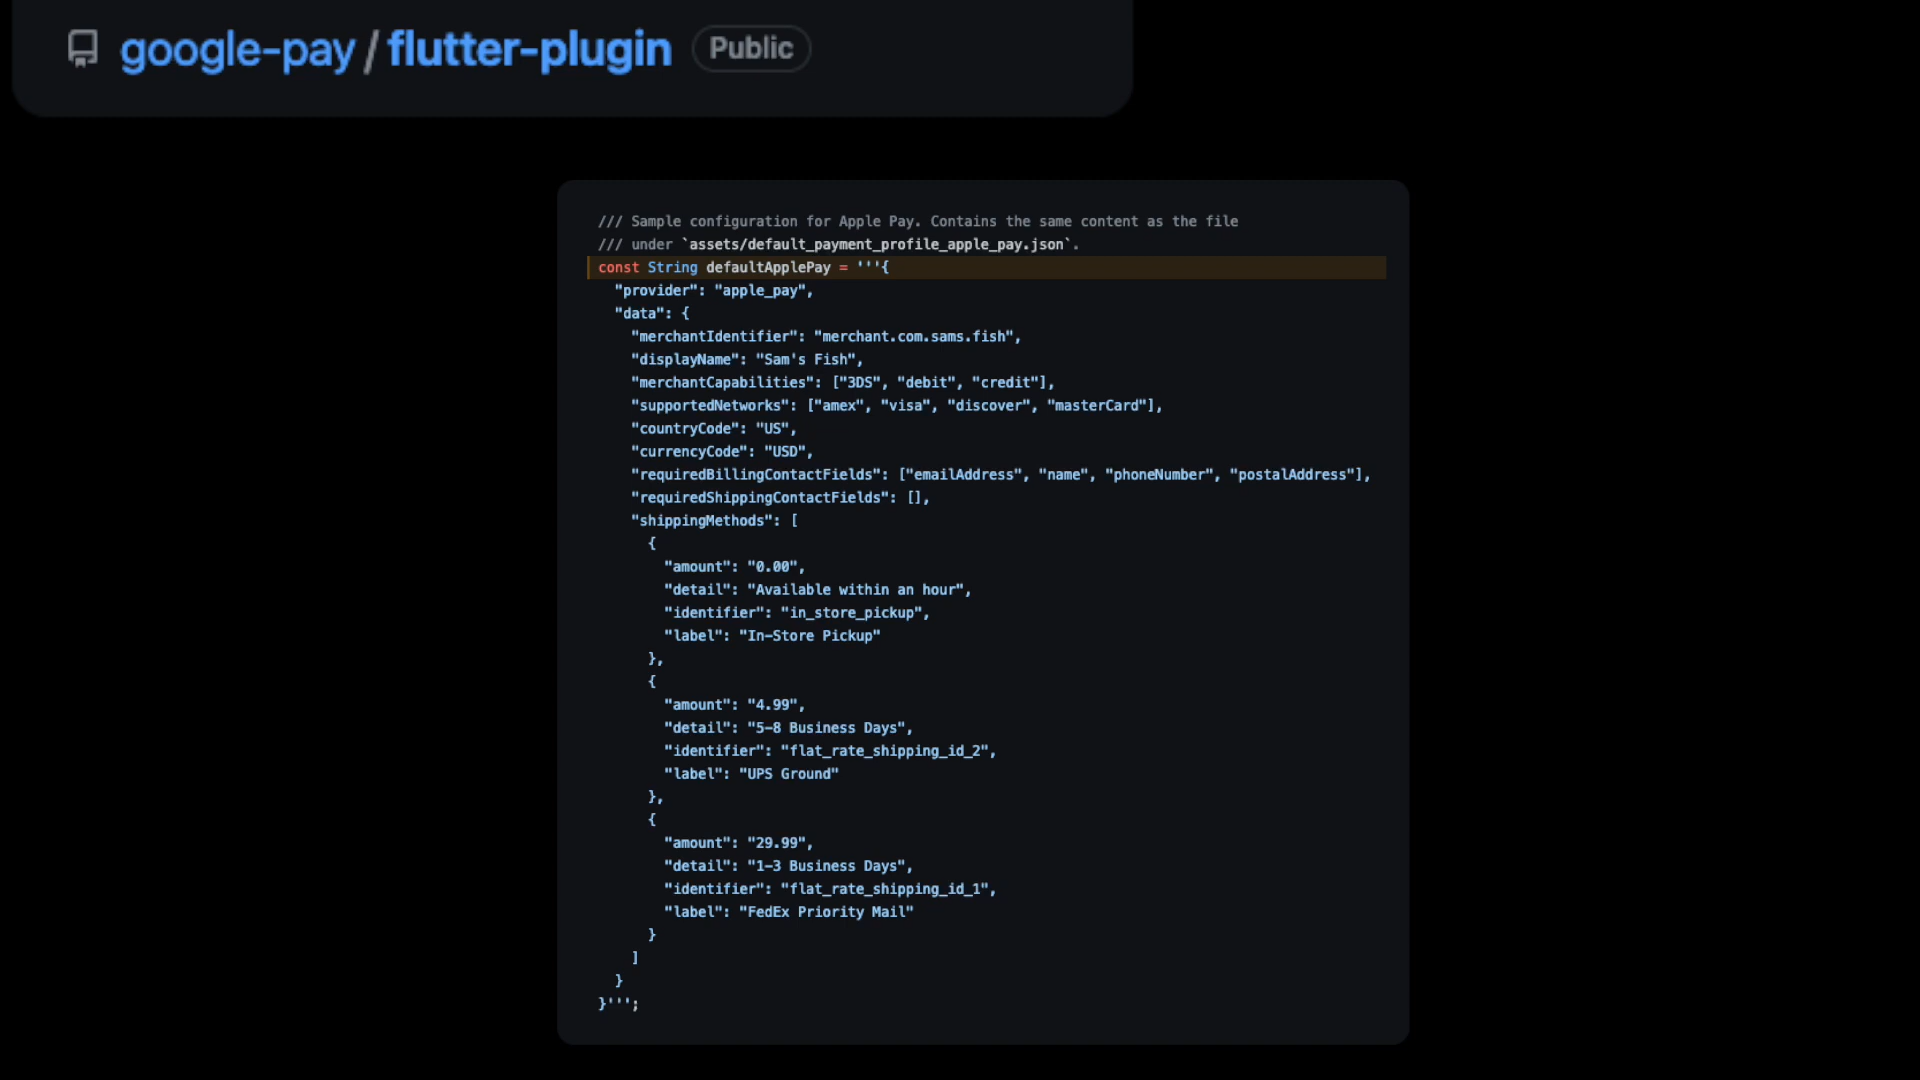 google-pay/flutter-plugin Public
/// Sample configuration for Apple Pay. Contains the same content as the file
/// under `assets/default_payment_profile_apple_pay.json`.
const String defaultApplePay = '''{
  "provider": "apple_pay",
  "data": {
    "merchantIdentifier": "merchant.com.sams.fish",
    "displayName": "Sam's Fish",
    "merchantCapabilities": ["3DS", "debit", "credit"],
    "supportedNetworks": ["amex", "visa", "discover", "masterCard"],
    "countryCode": "US",
    "currencyCode": "USD",
    "requiredBillingContactFields": ["emailAddress", "name", "phoneNumber", "postalAddress"],
    "requiredShippingContactFields": [],
    "shippingMethods": [
      {
        "amount": "0.00",
        "detail": "Available within an hour",
        "identifier": "in_store_pickup",
        "label": "In-Store Pickup"
      },
      {
        "amount": "4.99",
        "detail": "5-8 Business Days",
        "identifier": "flat_rate_shipping_id_2",
        "label": "UPS Ground"
      },
      {
        "amount": "29.99",
        "detail": "1-3 Business Days",
        "identifier": "flat_rate_shipping_id_1",
        "label": "FedEx Priority Mail"
      }
    ]
  }
}''';